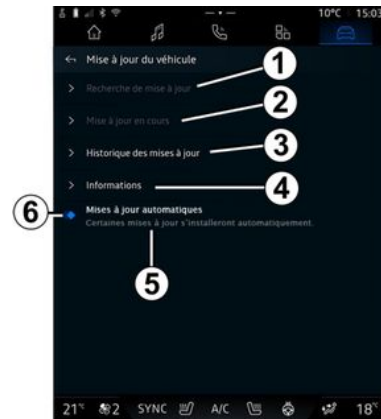 10°C 15:03
Mise à jour du véhicule
1
Recherche de mise à jour
2
Mise à jour en cours
3
Historique des mises à jour
4
Informations
6
Mises à jour automatiques
Certaines mises à jour s'installeront automatiquement.
5
21°C 2 SYNC A/C 18°C